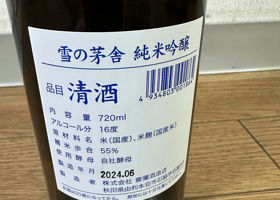 雪の茅舎 純米吟醸
品目 清酒
内容量 720ml
アルコール分 16度
原材料名 米(国産)、米麹(国産米)
精米歩合 55%
使用酵母 自社酵母
製造年月 2024.06
製造者 株式会社 齋彌酒造店
秋田県由利本荘市石脇字石脇53